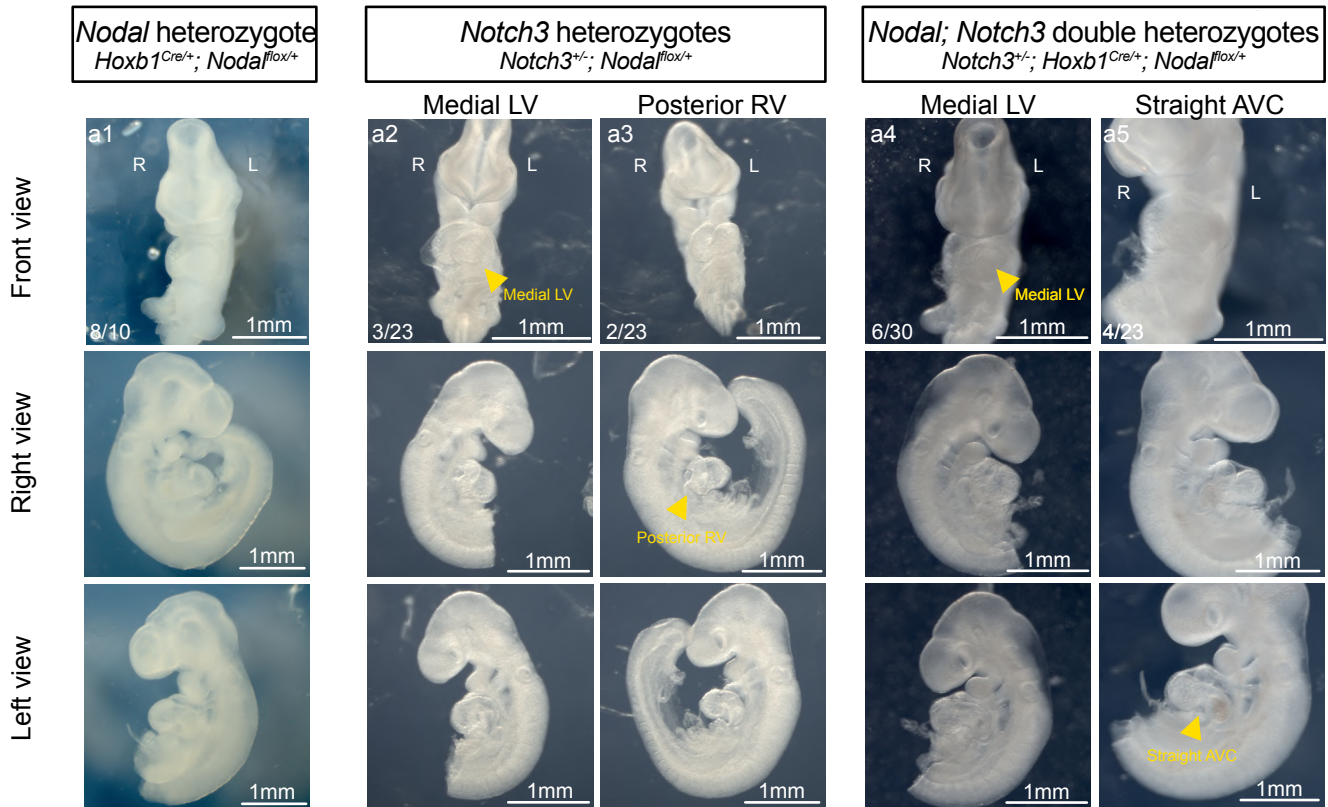 Nodal heterozygote
Hoxb1Cre/+; Nodalflox/+
Notch3 heterozygotes
Notch3+/-; Nodalflox/+
Nodal; Notch3 double heterozygotes
Notch3+/-; Hoxb1Cre/+; Nodalflox/+
Medial LV
Posterior RV
Medial LV
Straight AVC
Front view
a1
R
L
8/10
1mm
a2
R
L
Medial LV
3/23
1mm
a3
2/23
1mm
a4
R
L
Medial LV
6/30
1mm
a5
R
L
4/23
1mm
Right view
1mm
1mm
Posterior RV
1mm
1mm
1mm
Left view
1mm
1mm
1mm
1mm
Straight AVC
1mm